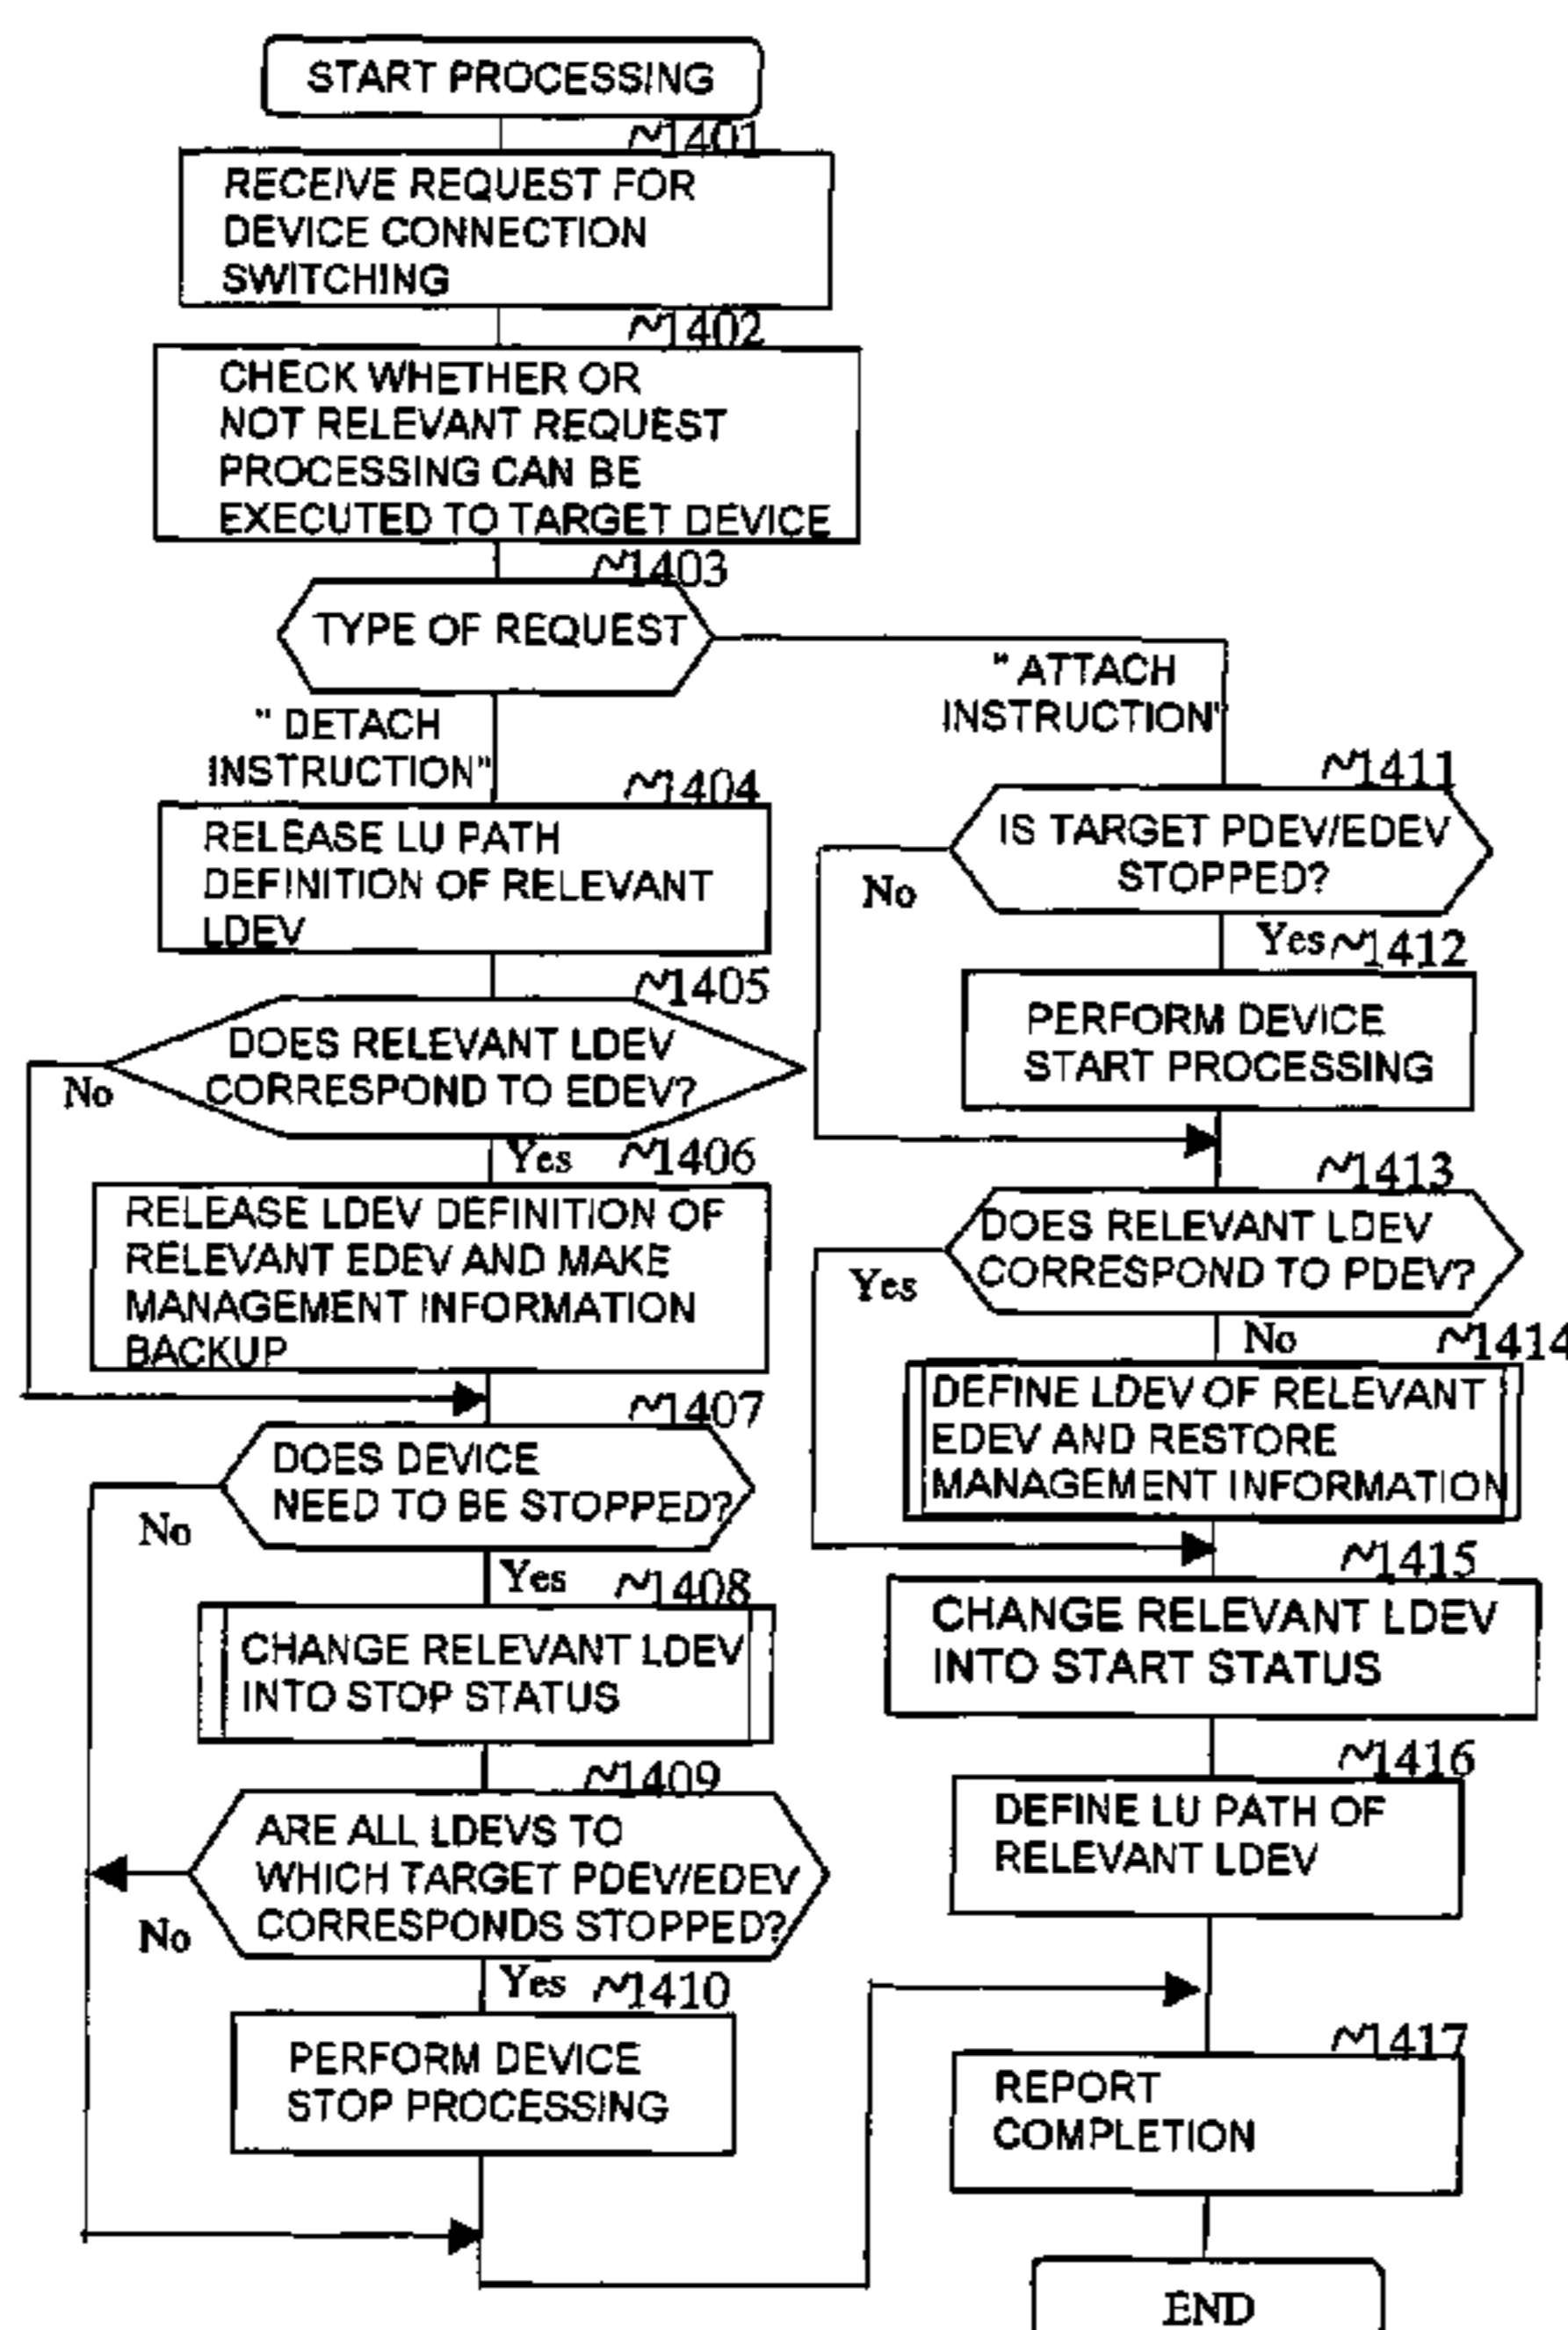 START PROCESSING
~1401
RECEIVE REQUEST FOR
DEVICE CONNECTION
SWITCHING
~1402
CHECK WHETHER OR
NOT RELEVANT REQUEST
PROCESSING CAN BE
EXECUTED TO TARGET DEVICE
~1403
TYPE OF REQUEST
" DETACH
INSTRUCTION"
~1404
RELEASE LU PATH
DEFINITION OF RELEVANT
LDEV
~1405
DOES RELEVANT LDEV
CORRESPOND TO EDEV?
No
Yes
~1406
RELEASE LDEV DEFINITION OF
RELEVANT EDEV AND MAKE
MANAGEMENT INFORMATION
BACKUP
~1407
DOES DEVICE
NEED TO BE STOPPED?
No
Yes
~1408
CHANGE RELEVANT LDEV
INTO STOP STATUS
~1409
ARE ALL LDEVS TO
WHICH TARGET PDEV/EDEV
CORRESPONDS STOPPED?
No
Yes
~1410
PERFORM DEVICE
STOP PROCESSING
" ATTACH
INSTRUCTION"
~1411
IS TARGET PDEV/EDEV
STOPPED?
No
Yes
~1412
PERFORM DEVICE
START PROCESSING
~1413
DOES RELEVANT LDEV
CORRESPOND TO PDEV?
Yes
No
~1414
DEFINE LDEV OF RELEVANT
EDEV AND RESTORE
MANAGEMENT INFORMATION
~1415
CHANGE RELEVANT LDEV
INTO START STATUS
~1416
DEFINE LU PATH OF
RELEVANT LDEV
~1417
REPORT
COMPLETION
END